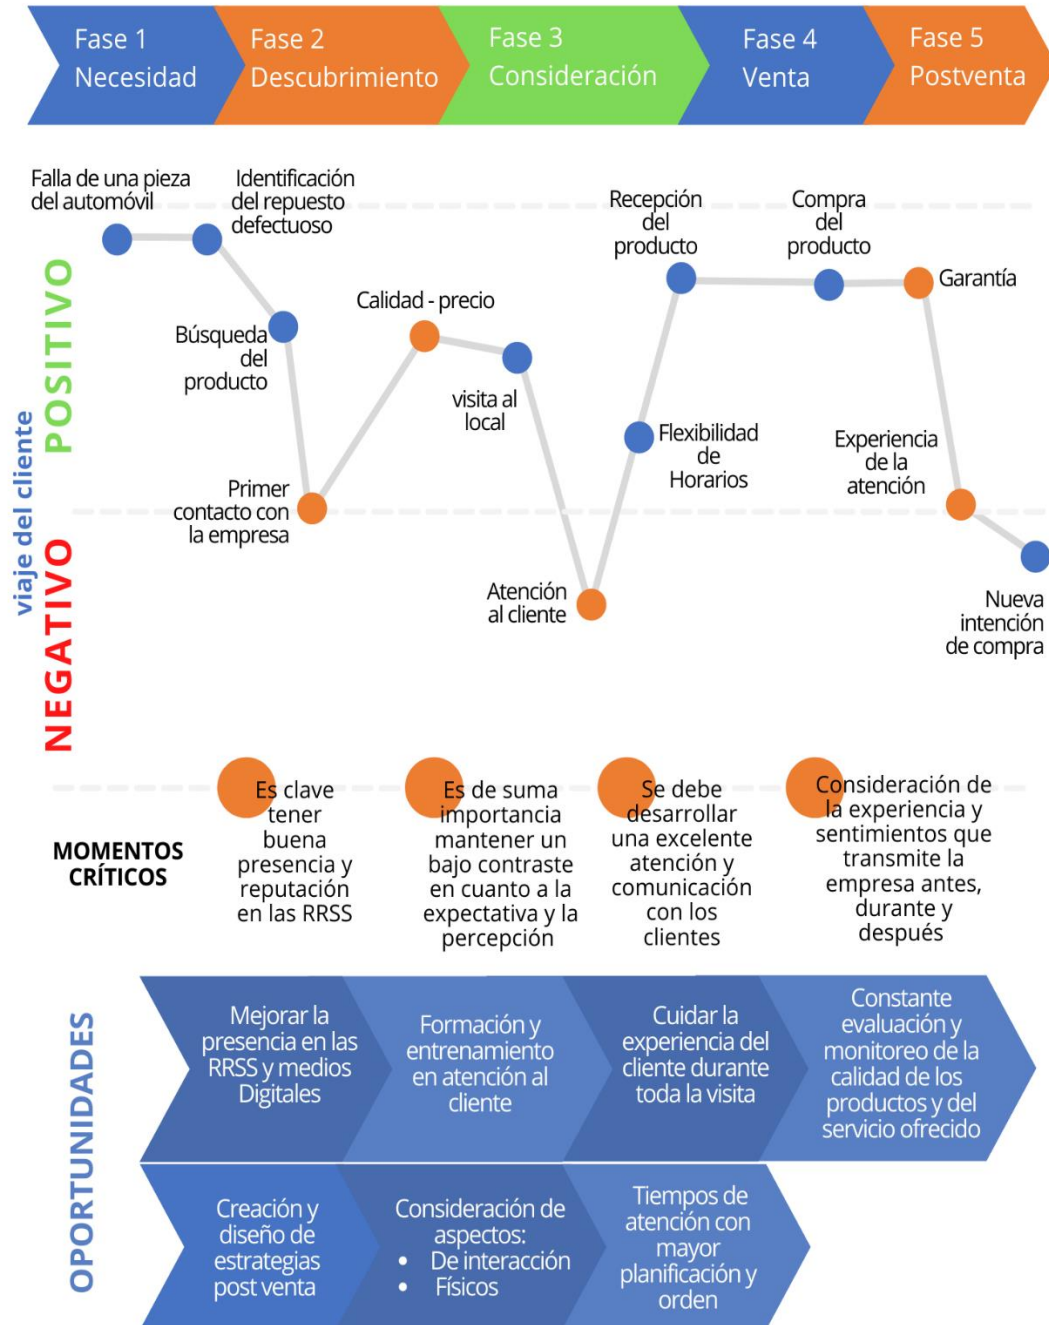 Fase 1
Necesidad
Fase 2
Descubrimiento
Fase 3
Consideración
Fase 4
Venta
Fase 5
Postventa
Falla de una pieza
del automóvil
Identificación
del repuesto
defectuoso
Búsqueda
del
producto
Primer
contacto con
la empresa
Calidad - precio
visita al
local
Atención
al cliente
Flexibilidad
de
Horarios
Recepción
del
producto
Compra
del
producto
Garantía
Experiencia
de la
atención
Nueva
intención
de compra
viaje del cliente
POSITIVO
NEGATIVO
MOMENTOS
CRÍTICOS
Es clave
tener
buena
presencia y
reputación
en las RRSS
Es de suma
importancia
mantener un
bajo contraste
en cuanto a la
expectativa y la
percepción
Se debe
desarrollar
una excelente
atención y
comunicación
con los
clientes
Consideración de
la experiencia y
sentimientos que
transmite la
empresa antes,
durante y
después
OPORTUNIDADES
Mejorar la
presencia en las
RRSS y medios
Digitales
Formación y
entrenamiento
en atención al
cliente
Cuidar la
experiencia del
cliente durante
toda la visita
Constante
evaluación y
monitoreo de la
calidad de los
productos y del
servicio ofrecido
Creación y
diseño de
estrategias
post venta
Consideración de
aspectos:
• De interacción
• Físicos
Tiempos de
atención con
mayor
planificación y
orden